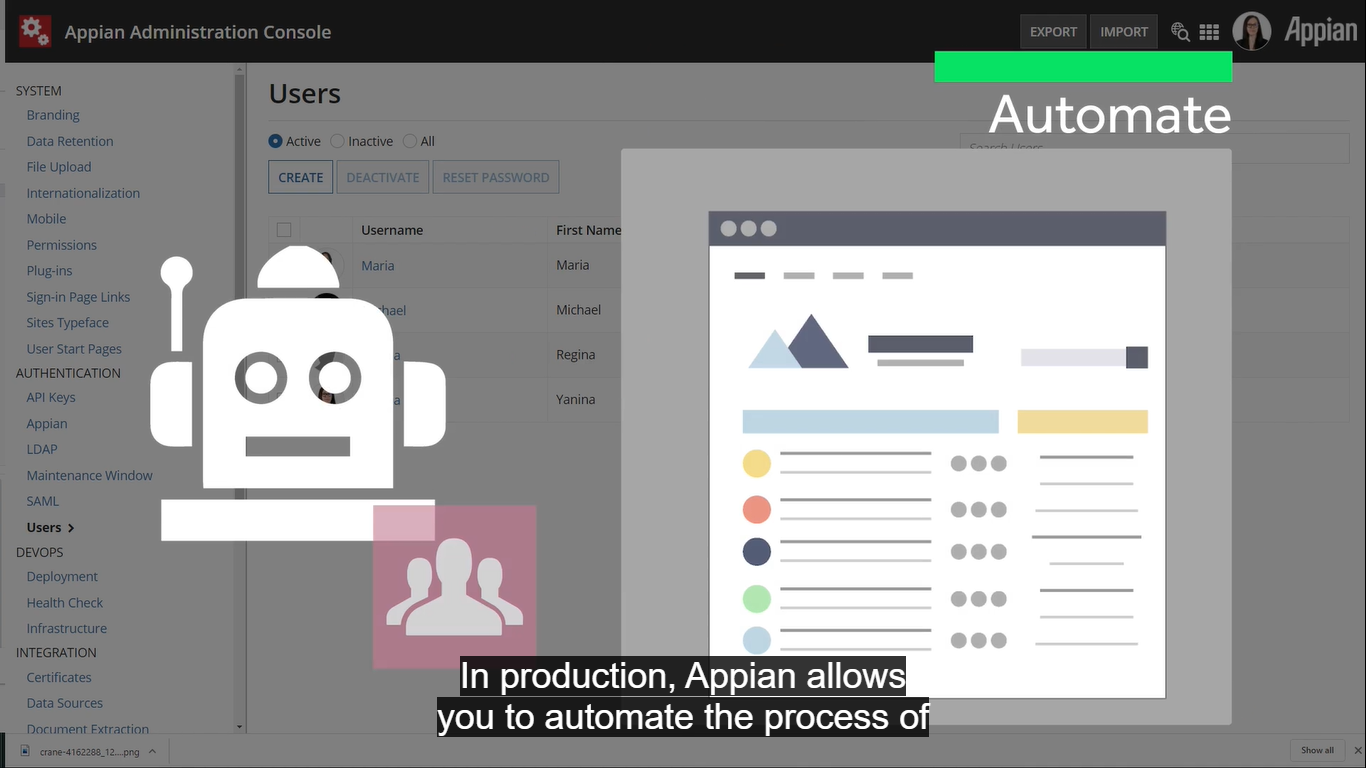 Appian Administration Console
EXPORT
IMPORT
Appian
Automate
SYSTEM
Branding
Data Retention
File Upload
Internationalization
Mobile
Permissions
Plug-ins
Sign-in Page Links
Sites Typeface
User Start Pages
AUTHENTICATION
API Keys
Appian
LDAP
Maintenance Window
SAML
Users
DEVOPS
Deployment
Health Check
Infrastructure
INTEGRATION
Certificates
Data Sources
Document Extraction
Users
Active Inactive All
Search Users
CREATE DEACTIVATE RESET PASSWORD
Username First Name
Maria Maria
Michael
Regina
Yanina
In production, Appian allows
you to automate the process of
crane-4162288_12....png
Show all